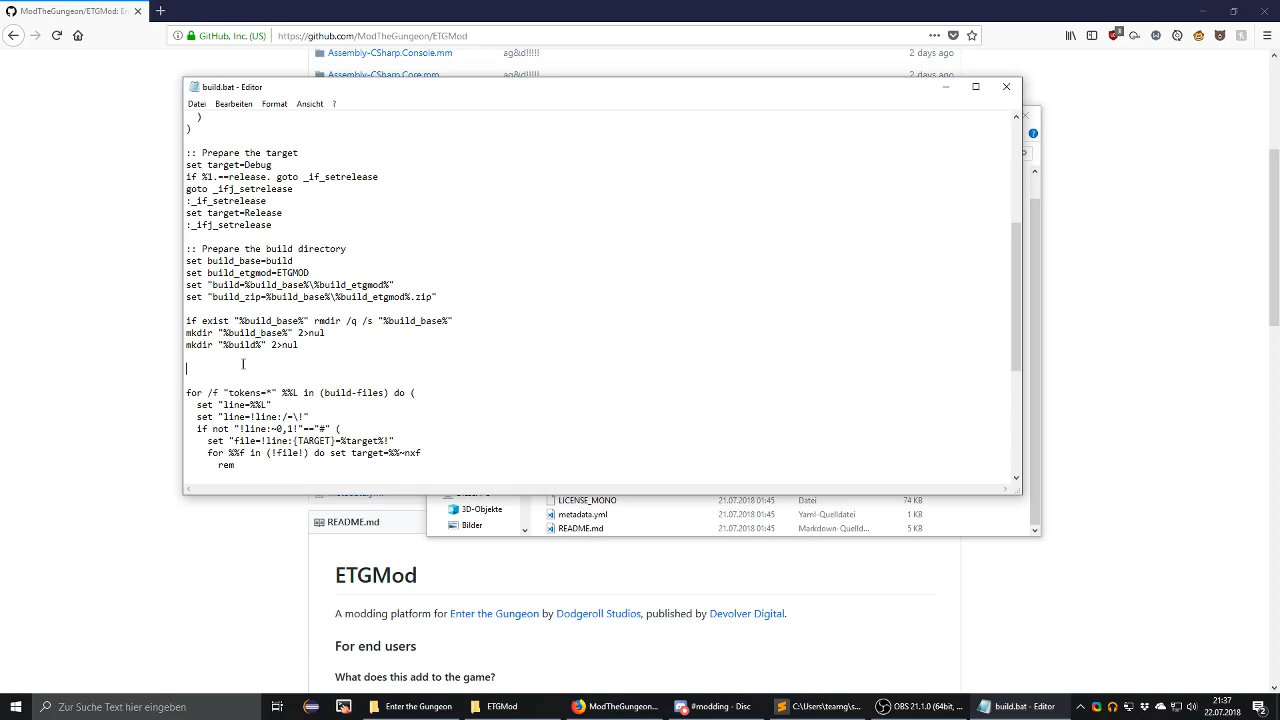 ModTheGungeon/ETGMod: En
GitHub, Inc. (US)
https://github.com/ModTheGungeon/ETGMod
Assembly-CSharp.Console.mm ag&d!!!!! 2 days ago
Assembly-CSharp.Core.mm ag&d!!!!! 2 days ago
build.bat - Editor
Datei Bearbeiten Format Ansicht ?
)
)
:: Prepare the target
set target=Debug
if %1.==release. goto _if_setrelease
goto _ifj_setrelease
:_if_setrelease
set target=Release
:_ifj_setrelease
:: Prepare the build directory
set build_base=build
set build_etgmod=ETGMOD
set "build=%build_base%\%build_etgmod%"
set "build_zip=%build_base%\%build_etgmod%.zip"
if exist "%build_base%" rmdir /q /s "%build_base%"
mkdir "%build_base%" 2>nul
mkdir "%build%" 2>nul
for /f "tokens=*" %%L in (build-files) do (
set "line=%%L"
set "line=!line:/=\!"
if not "!line:~0,1!"=="#" (
set "file=!line:{TARGET}=%target%!"
for %%f in (!file!) do set target=%%~nxf
rem
LICENSE_MONO 21.07.2018 01:45 Datei 74 KB
3D-Objekte
metadata.yml 21.07.2018 01:45 Yaml-Quelldatei 1 KB
Bilder
README.md 21.07.2018 01:45 Markdown-Quelld... 5 KB
README.md
ETGMod
A modding platform for Enter the Gungeon by Dodgeroll Studios, published by Devolver Digital.
For end users
What does this add to the game?
Zur Suche Text hier eingeben
Enter the Gungeon
ETGMod
ModTheGungeon...
#modding - Disc...
C:\Users\teamg\s...
OBS 21.1.0 (64bit, ...
build.bat - Editor
21:37
22.07.2018